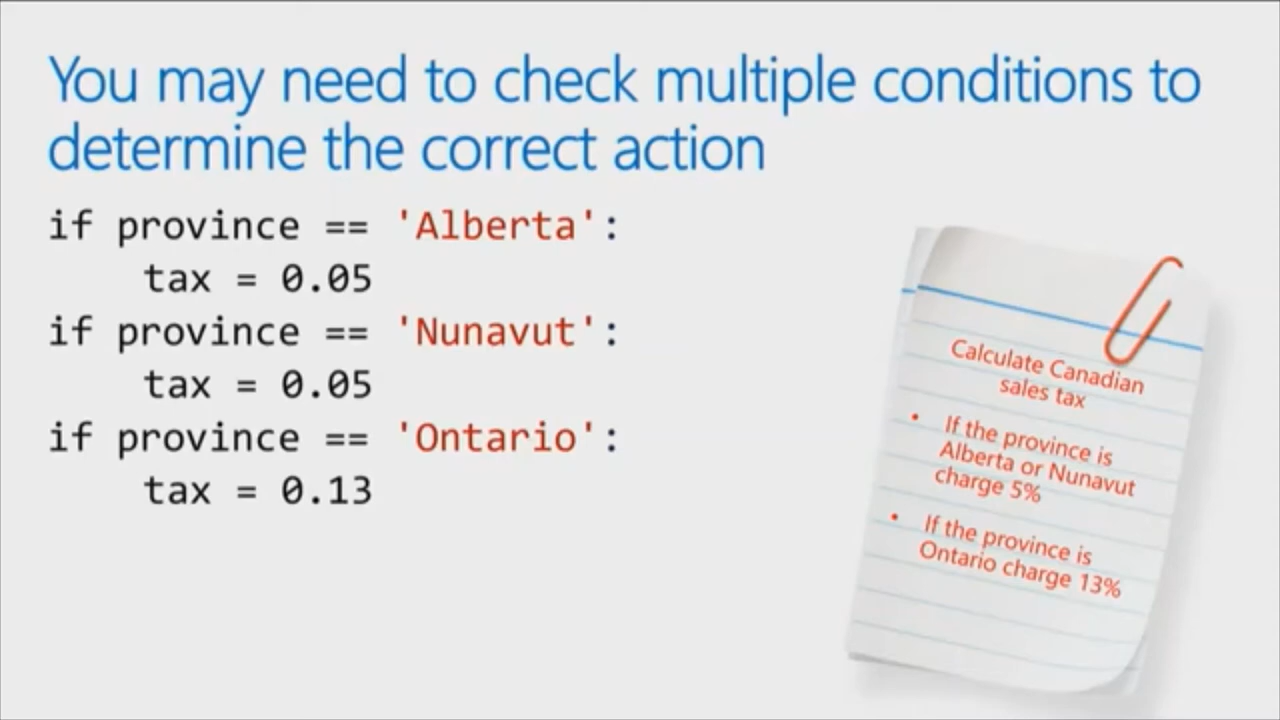 You may need to check multiple conditions to
determine the correct action
if province == 'Alberta':
    tax = 0.05
if province == 'Nunavut':
    tax = 0.05
if province == 'Ontario':
    tax = 0.13
Calculate Canadian
sales tax
• If the province is
Alberta or Nunavut
charge 5%
• If the province is
Ontario charge 13%